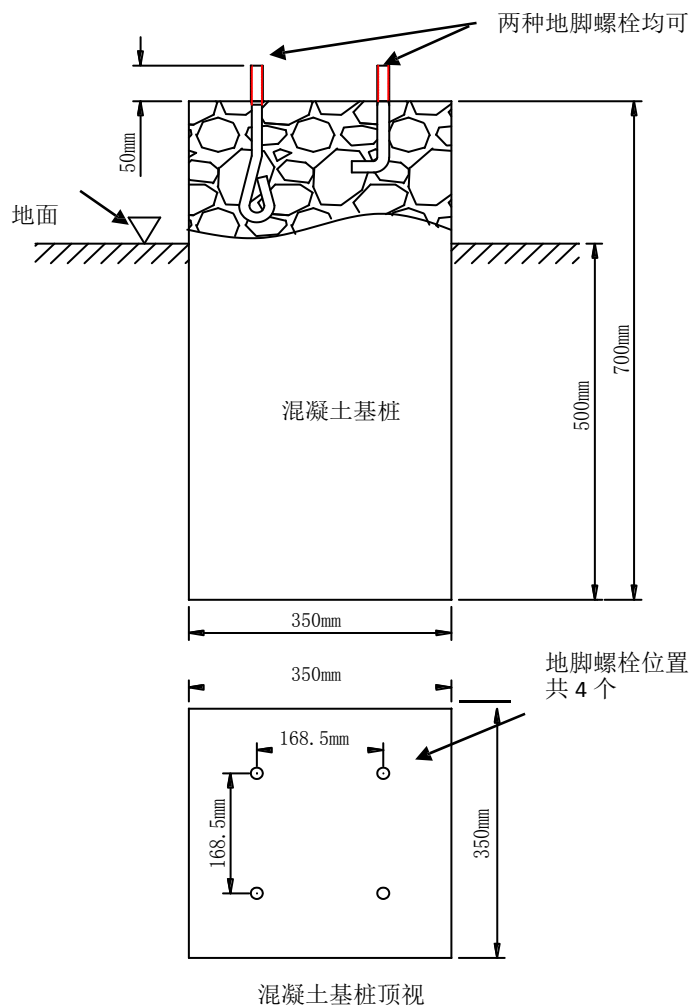 两种地脚螺栓均可
50mm
地面
混凝土基桩
500mm
700mm
350mm
350mm
地脚螺栓位置
共 4 个
168.5mm
168.5mm
350mm
混凝土基桩顶视